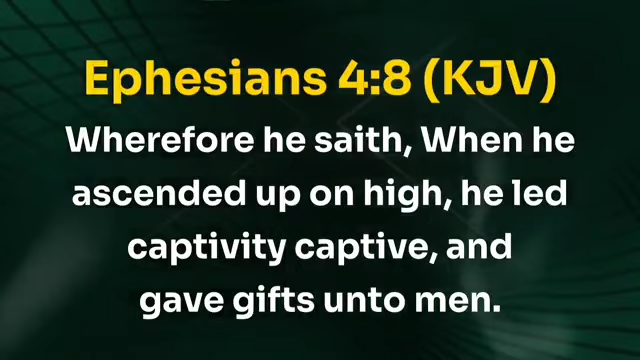 Ephesians 4:8 (KJV)
Wherefore he saith, When he
ascended up on high, he led
captivity captive, and
gave gifts unto men.